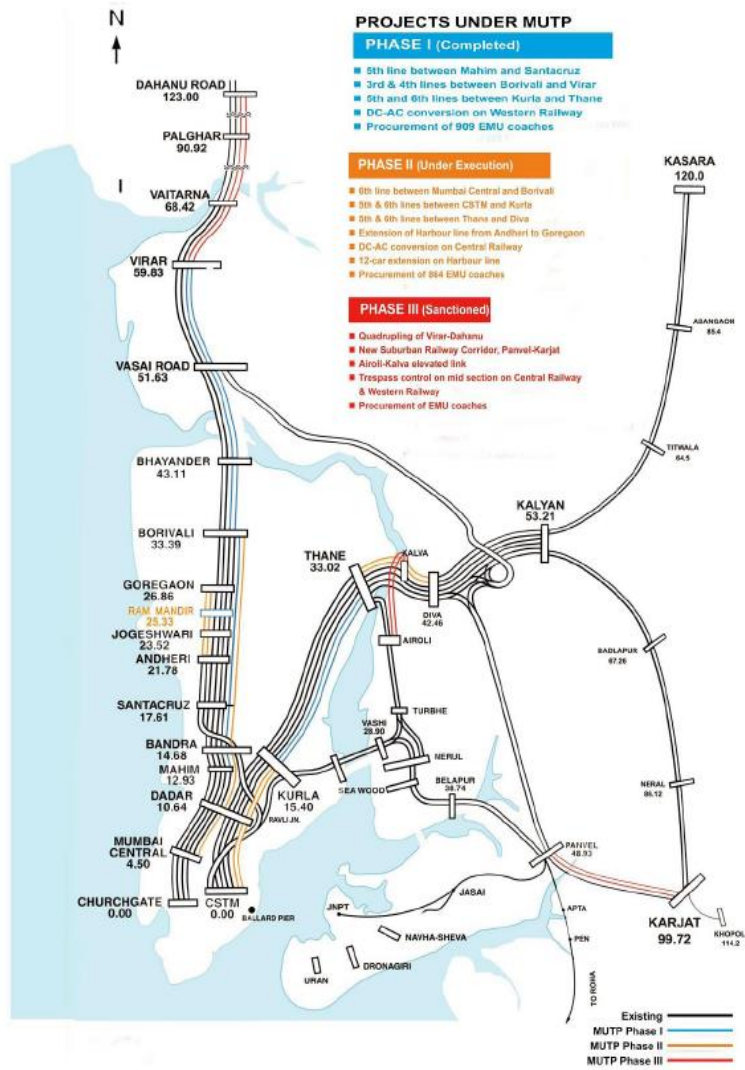 N
PROJECTS UNDER MUTP
PHASE I (Completed)
5th line between Mahim and Santacruz
3rd & 4th lines between Borivali and Virar
5th and 6th lines between Kurla and Thane
DC-AC conversion on Western Railway
Procurement of 909 EMU coaches
PHASE II (Under Execution)
6th line between Mumbai Central and Borivali
5th & 6th lines between CSTM and Kurla
5th & 6th lines between Thane and Diva
Extension of Harbour line from Andheri to Goregaon
DC-AC conversion on Central Railway
12-car extension on Harbour line
Procurement of 864 EMU coaches
PHASE III (Sanctioned)
Quadrupling of Virar-Dahanu
New Suburban Railway Corridor, Panvel-Karjat
Airoli-Kalva elevated link
Trespass control on mid section on Central Railway
& Western Railway
Procurement of EMU coaches
DAHANU ROAD
123.00
PALGHAR
90.92
I
VAITARNA
68.42
VIRAR
59.83
VASAI ROAD
51.63
BHAYANDER
43.11
BORIVALI
33.39
GOREGAON
26.86
RAM MANDIR
25.33
JOGESHWARI
23.52
ANDHERI
21.78
SANTACRUZ
17.61
BANDRA
14.68
MAHIM
12.93
DADAR
10.64
MUMBAI
CENTRAL
4.50
CHURCHGATE
0.00
CSTM
0.00
BALLARD PIER
RAVLI JN.
KURLA
15.40
THANE
33.02
KALVA
DIVA
42.46
KALYAN
53.21
KASARA
120.0
ASANGAON
85.4
TITWALA
64.5
BADLAPUR
67.26
NERAL
86.12
KARJAT
99.72
KHOPOL
114.2
AIROLI
TURBHE
VASHI
28.90
NERUL
SEA WOOD
BELAPUR
38.74
PANVEL
48.93
JASAI
JNPT
NAVHA-SHEVA
DRONAGIRI
URAN
APTA
PEN
TO ROHA
Existing
MUTP Phase I
MUTP Phase II
MUTP Phase III